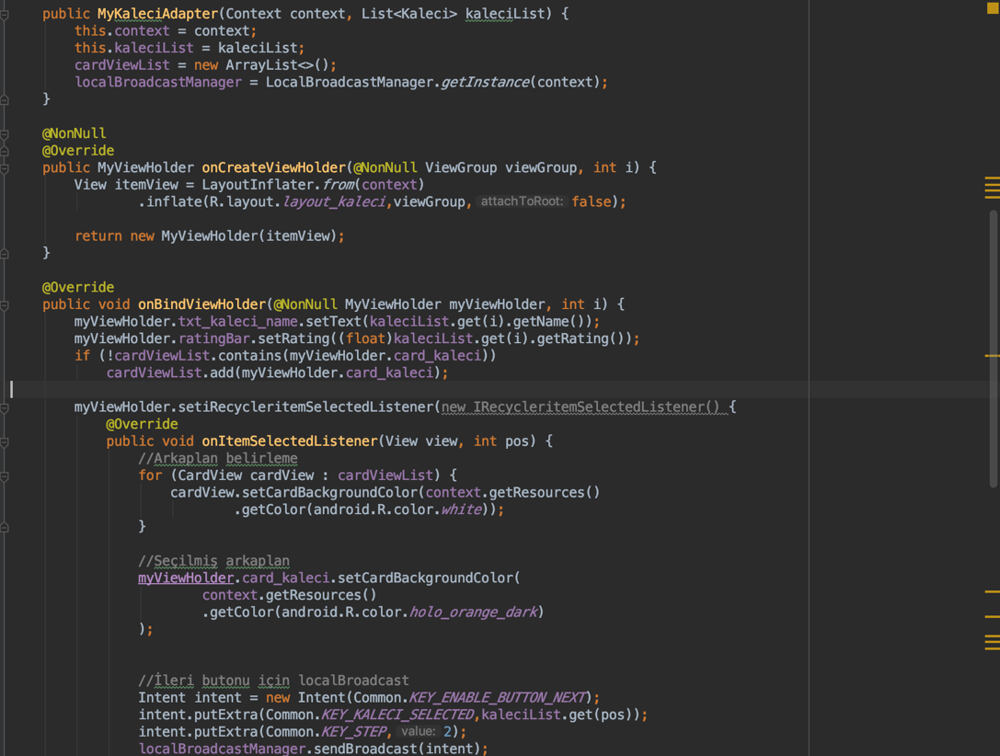 public MyKaleciAdapter(Context context, List<Kaleci> kaleciList) {
this.context = context;
this.kaleciList = kaleciList;
cardViewList = new ArrayList<>();
localBroadcastManager = LocalBroadcastManager.getInstance(context);
}
@NonNull
@Override
public MyViewHolder onCreateViewHolder(@NonNull ViewGroup viewGroup, int i) {
View itemView = LayoutInflater.from(context)
.inflate(R.layout.layout_kaleci,viewGroup, attachToRoot: false);
return new MyViewHolder(itemView);
}
@Override
public void onBindViewHolder(@NonNull MyViewHolder myViewHolder, int i) {
myViewHolder.txt_kaleci_name.setText(kaleciList.get(i).getName());
myViewHolder.ratingBar.setRating((float)kaleciList.get(i).getRating());
if (!cardViewList.contains(myViewHolder.card_kaleci))
cardViewList.add(myViewHolder.card_kaleci);
myViewHolder.setiRecycleritemSelectedListener(new IRecycleritemSelectedListener() {
@Override
public void onItemSelectedListener(View view, int pos) {
//Arkaplan belirleme
for (CardView cardView : cardViewList) {
cardView.setCardBackgroundColor(context.getResources()
.getColor(android.R.color.white));
}
//Seçilmiş arkaplan
myViewHolder.card_kaleci.setCardBackgroundColor(
context.getResources()
.getColor(android.R.color.holo_orange_dark)
);
//İleri butonu için localBroadcast
Intent intent = new Intent(Common.KEY_ENABLE_BUTTON_NEXT);
intent.putExtra(Common.KEY_KALECI_SELECTED,kaleciList.get(pos));
intent.putExtra(Common.KEY_STEP, value: 2);
localBroadcastManager.sendBroadcast(intent);